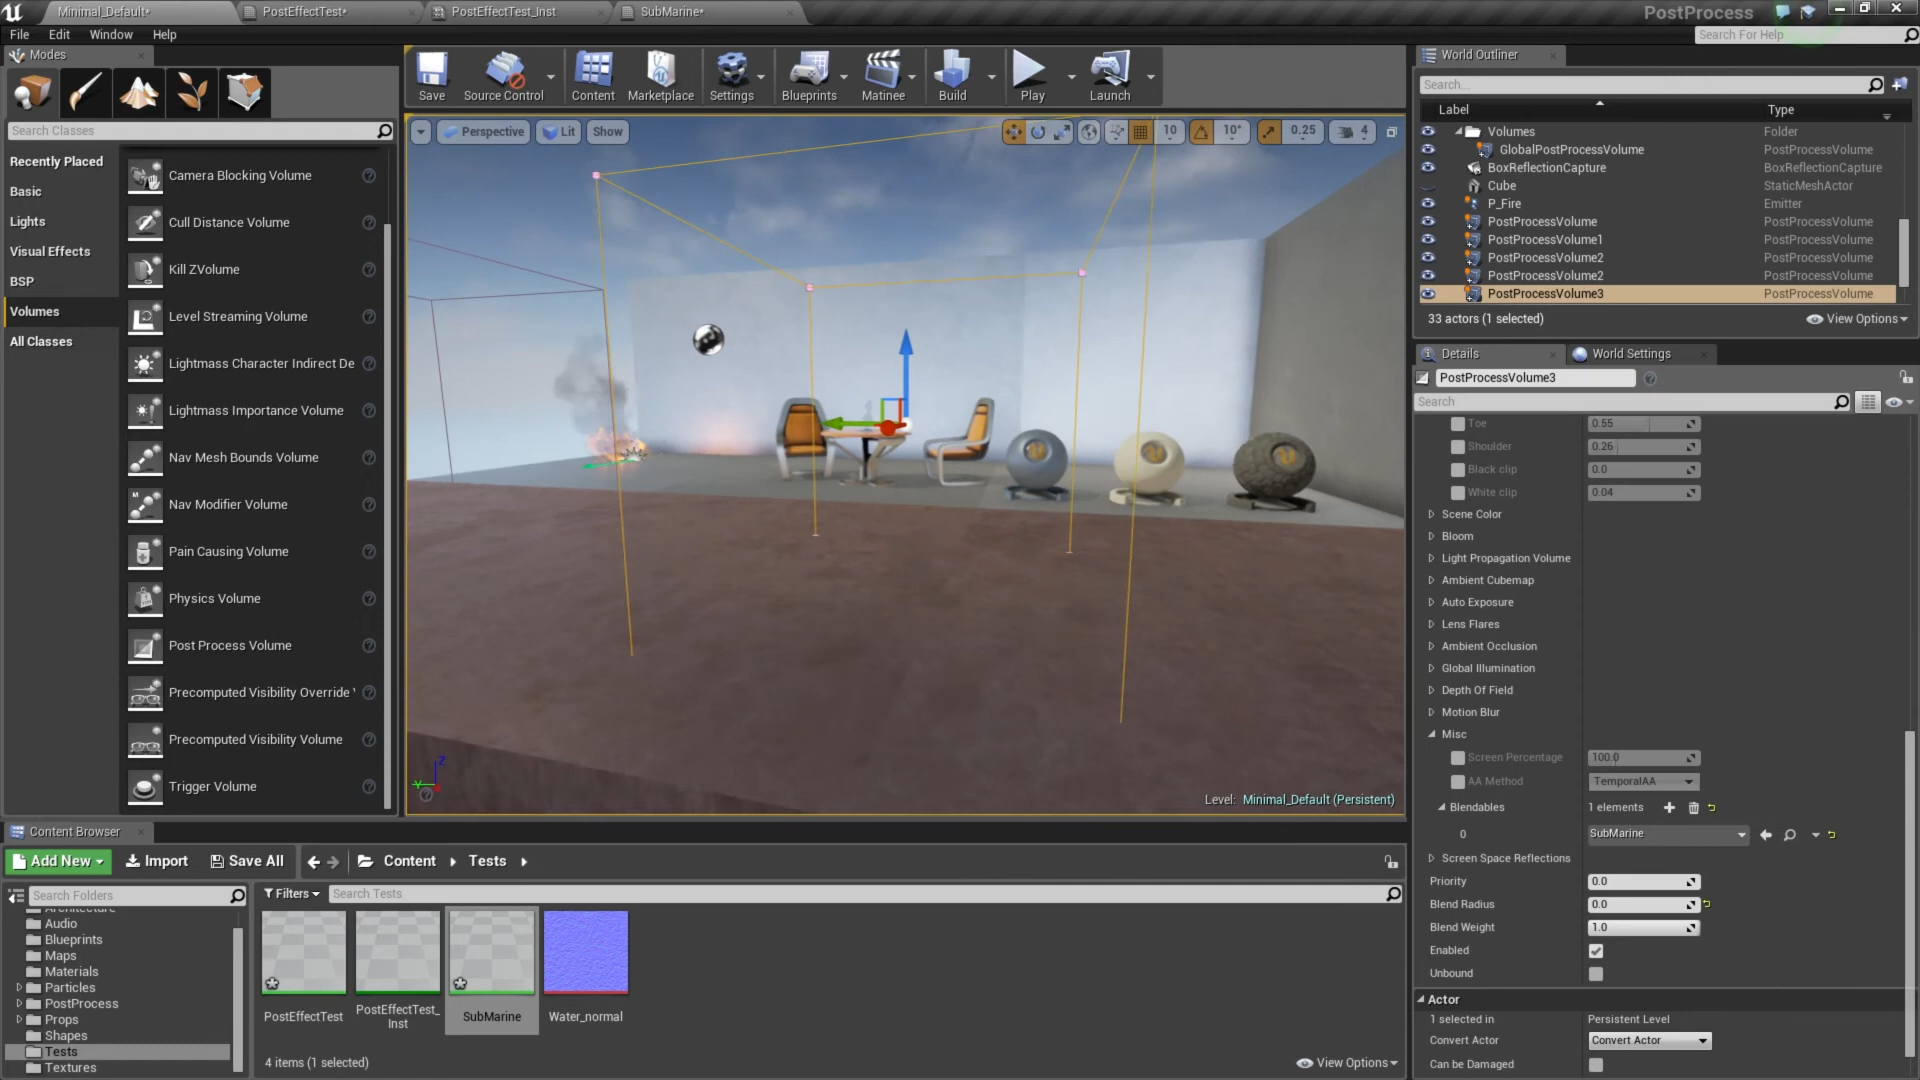 Minimal_Default*
PostEffectTest*
PostEffectTest_Inst
SubMarine*
PostProcess
File
Edit
Window
Help
Search For Help
Modes
Search Classes
Recently Placed
Basic
Lights
Visual Effects
BSP
Volumes
All Classes
Camera Blocking Volume
Cull Distance Volume
Kill ZVolume
Level Streaming Volume
Lightmass Character Indirect De
Lightmass Importance Volume
Nav Mesh Bounds Volume
Nav Modifier Volume
Pain Causing Volume
Physics Volume
Post Process Volume
Precomputed Visibility Override
Precomputed Visibility Volume
Trigger Volume
Save
Source Control
Content
Marketplace
Settings
Blueprints
Matinee
Build
Play
Launch
Perspective
Lit
Show
10
10°
0.25
4
Level: Minimal_Default (Persistent)
World Outliner
Search...
Label
Type
Volumes
Folder
GlobalPostProcessVolume
PostProcessVolume
BoxReflectionCapture
BoxReflectionCapture
Cube
StaticMeshActor
P_Fire
Emitter
PostProcessVolume
PostProcessVolume
PostProcessVolume1
PostProcessVolume
PostProcessVolume2
PostProcessVolume
PostProcessVolume2
PostProcessVolume
PostProcessVolume3
PostProcessVolume
33 actors (1 selected)
View Options
Details
World Settings
PostProcessVolume3
Search
Toe
0.55
Shoulder
0.26
Black clip
0.0
White clip
0.04
Scene Color
Bloom
Light Propagation Volume
Ambient Cubemap
Auto Exposure
Lens Flares
Ambient Occlusion
Global Illumination
Depth Of Field
Motion Blur
Misc
Screen Percentage
100.0
AA Method
TemporalAA
Blendables
1 elements
0
SubMarine
Screen Space Reflections
Priority
0.0
Blend Radius
0.0
Blend Weight
1.0
Enabled
Unbound
Actor
1 selected in
Persistent Level
Convert Actor
Convert Actor
Can be Damaged
Content Browser
Add New
Import
Save All
Content
Tests
Search Folders
Filters
Search Tests
Architecture
Audio
Blueprints
Maps
Materials
Particles
PostProcess
Props
Shapes
Tests
Textures
PostEffectTest
PostEffectTest_
Inst
SubMarine
Water_normal
4 items (1 selected)
View Options
Z
Y